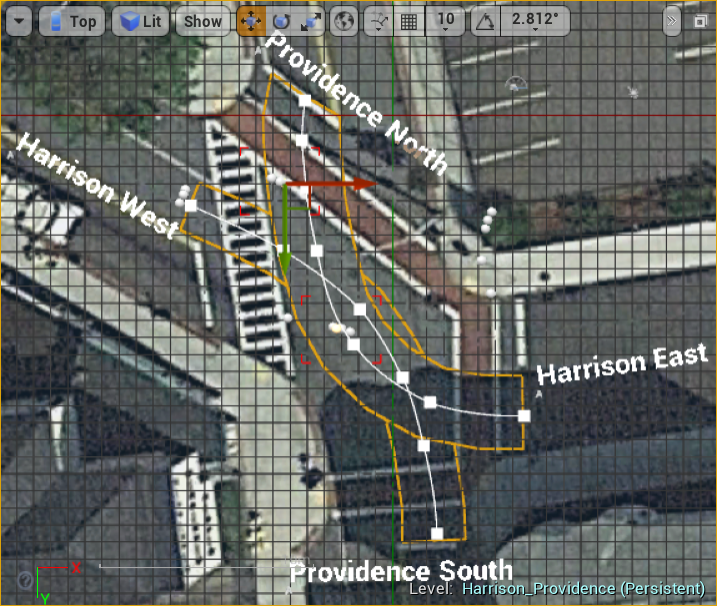 Top
Lit
Show
10
2.812°
Providence North
Harrison West
Harrison East
Providence South
Level: Harrison_Providence (Persistent)
X
Y